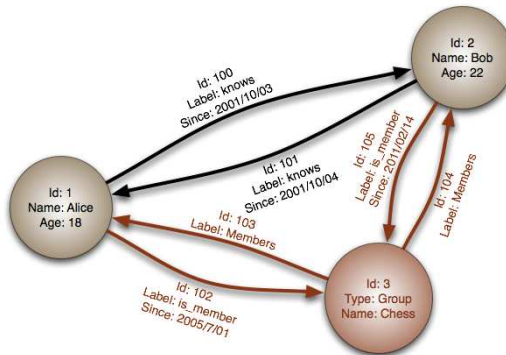 Id: 2
Name: Bob
Age: 22
Id: 100
Label: knows
Since: 2001/10/03
Id: 101
Label: knows
Since: 2001/10/04
Id: 105
Label: is_member
Since: 2011/02/14
Id: 104
Label: Members
Id: 1
Name: Alice
Age: 18
Id: 103
Label: Members
Id: 102
Label: is_member
Since: 2005/7/01
Id: 3
Type: Group
Name: Chess